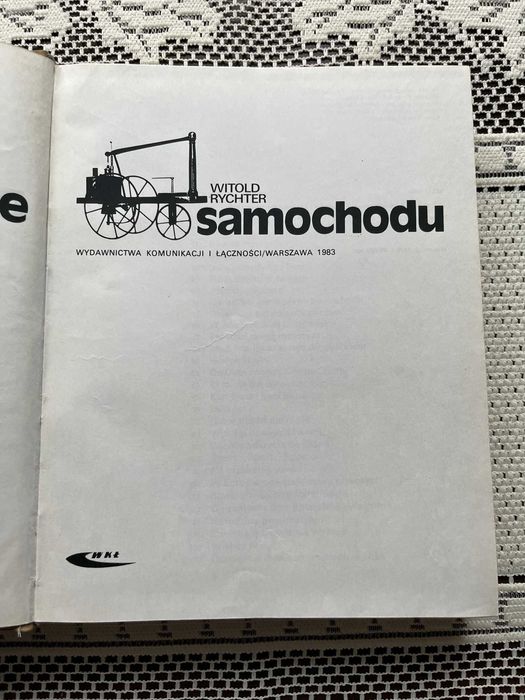 e
WITOLD
RYCHTER
samochodu
WYDAWNICTWA KOMUNIKACJI I ŁĄCZNOŚCI/WARSZAWA 1983
WKŁ